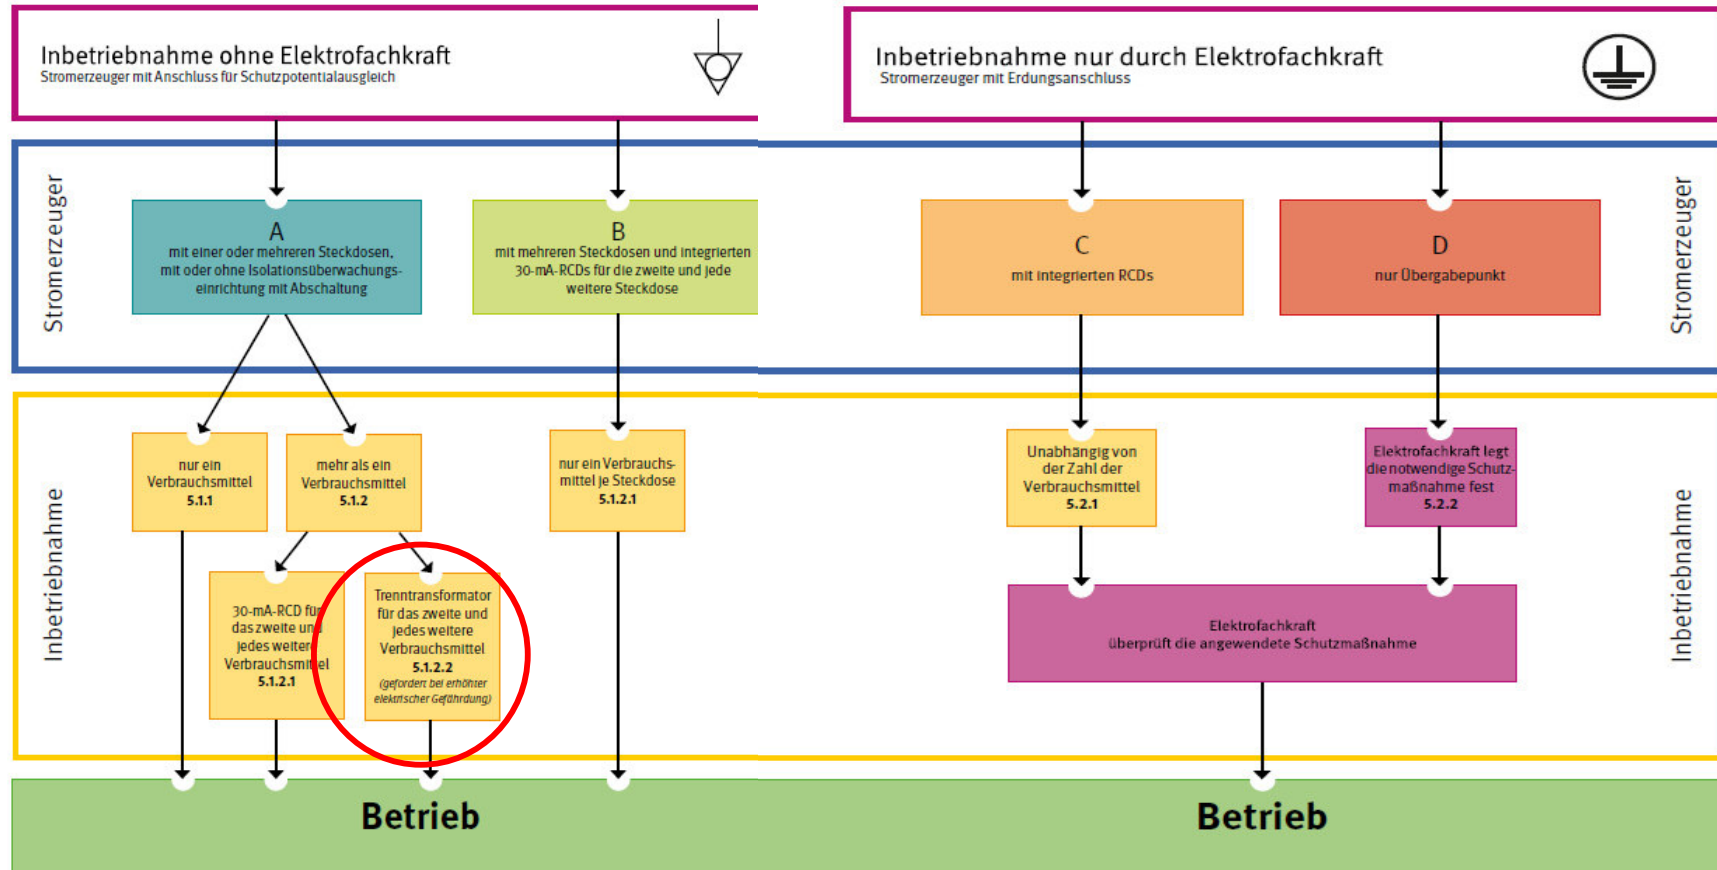 Inbetriebnahme ohne Elektrofachkraft
Stromerzeuger mit Anschluss für Schutzpotentialausgleich
Inbetriebnahme nur durch Elektrofachkraft
Stromerzeuger mit Erdungsanschluss
Stromerzeuger
A
mit einer oder mehreren Steckdosen,
mit oder ohne Isolationsüberwachungs-
einrichtung mit Abschaltung
B
mit mehreren Steckdosen und integrierten
30-mA-RCDs für die zweite und jede
weitere Steckdose
C
mit integrierten RCDs
D
nur Übergabepunkt
Stromerzeuger
Inbetriebnahme
nur ein
Verbrauchsmittel
5.1.1
mehr als ein
Verbrauchsmittel
5.1.2
nur ein Verbrauchs-
mittel je Steckdose
5.1.2.1
Unabhängig von
der Zahl der
Verbrauchsmittel
5.2.1
Elektrofachkraft legt
die notwendige Schutz-
maßnahme fest
5.2.2
30-mA-RCD für
das zweite und
jedes weitere
Verbrauchsmittel
5.1.2.1
Trenntransformator
für das zweite und
jedes weitere
Verbrauchsmittel
5.1.2.2
(gefordert bei erhöhter
elektrischer Gefährdung)
Elektrofachkraft
überprüft die angewendete Schutzmaßnahme
Inbetriebnahme
Betrieb
Betrieb